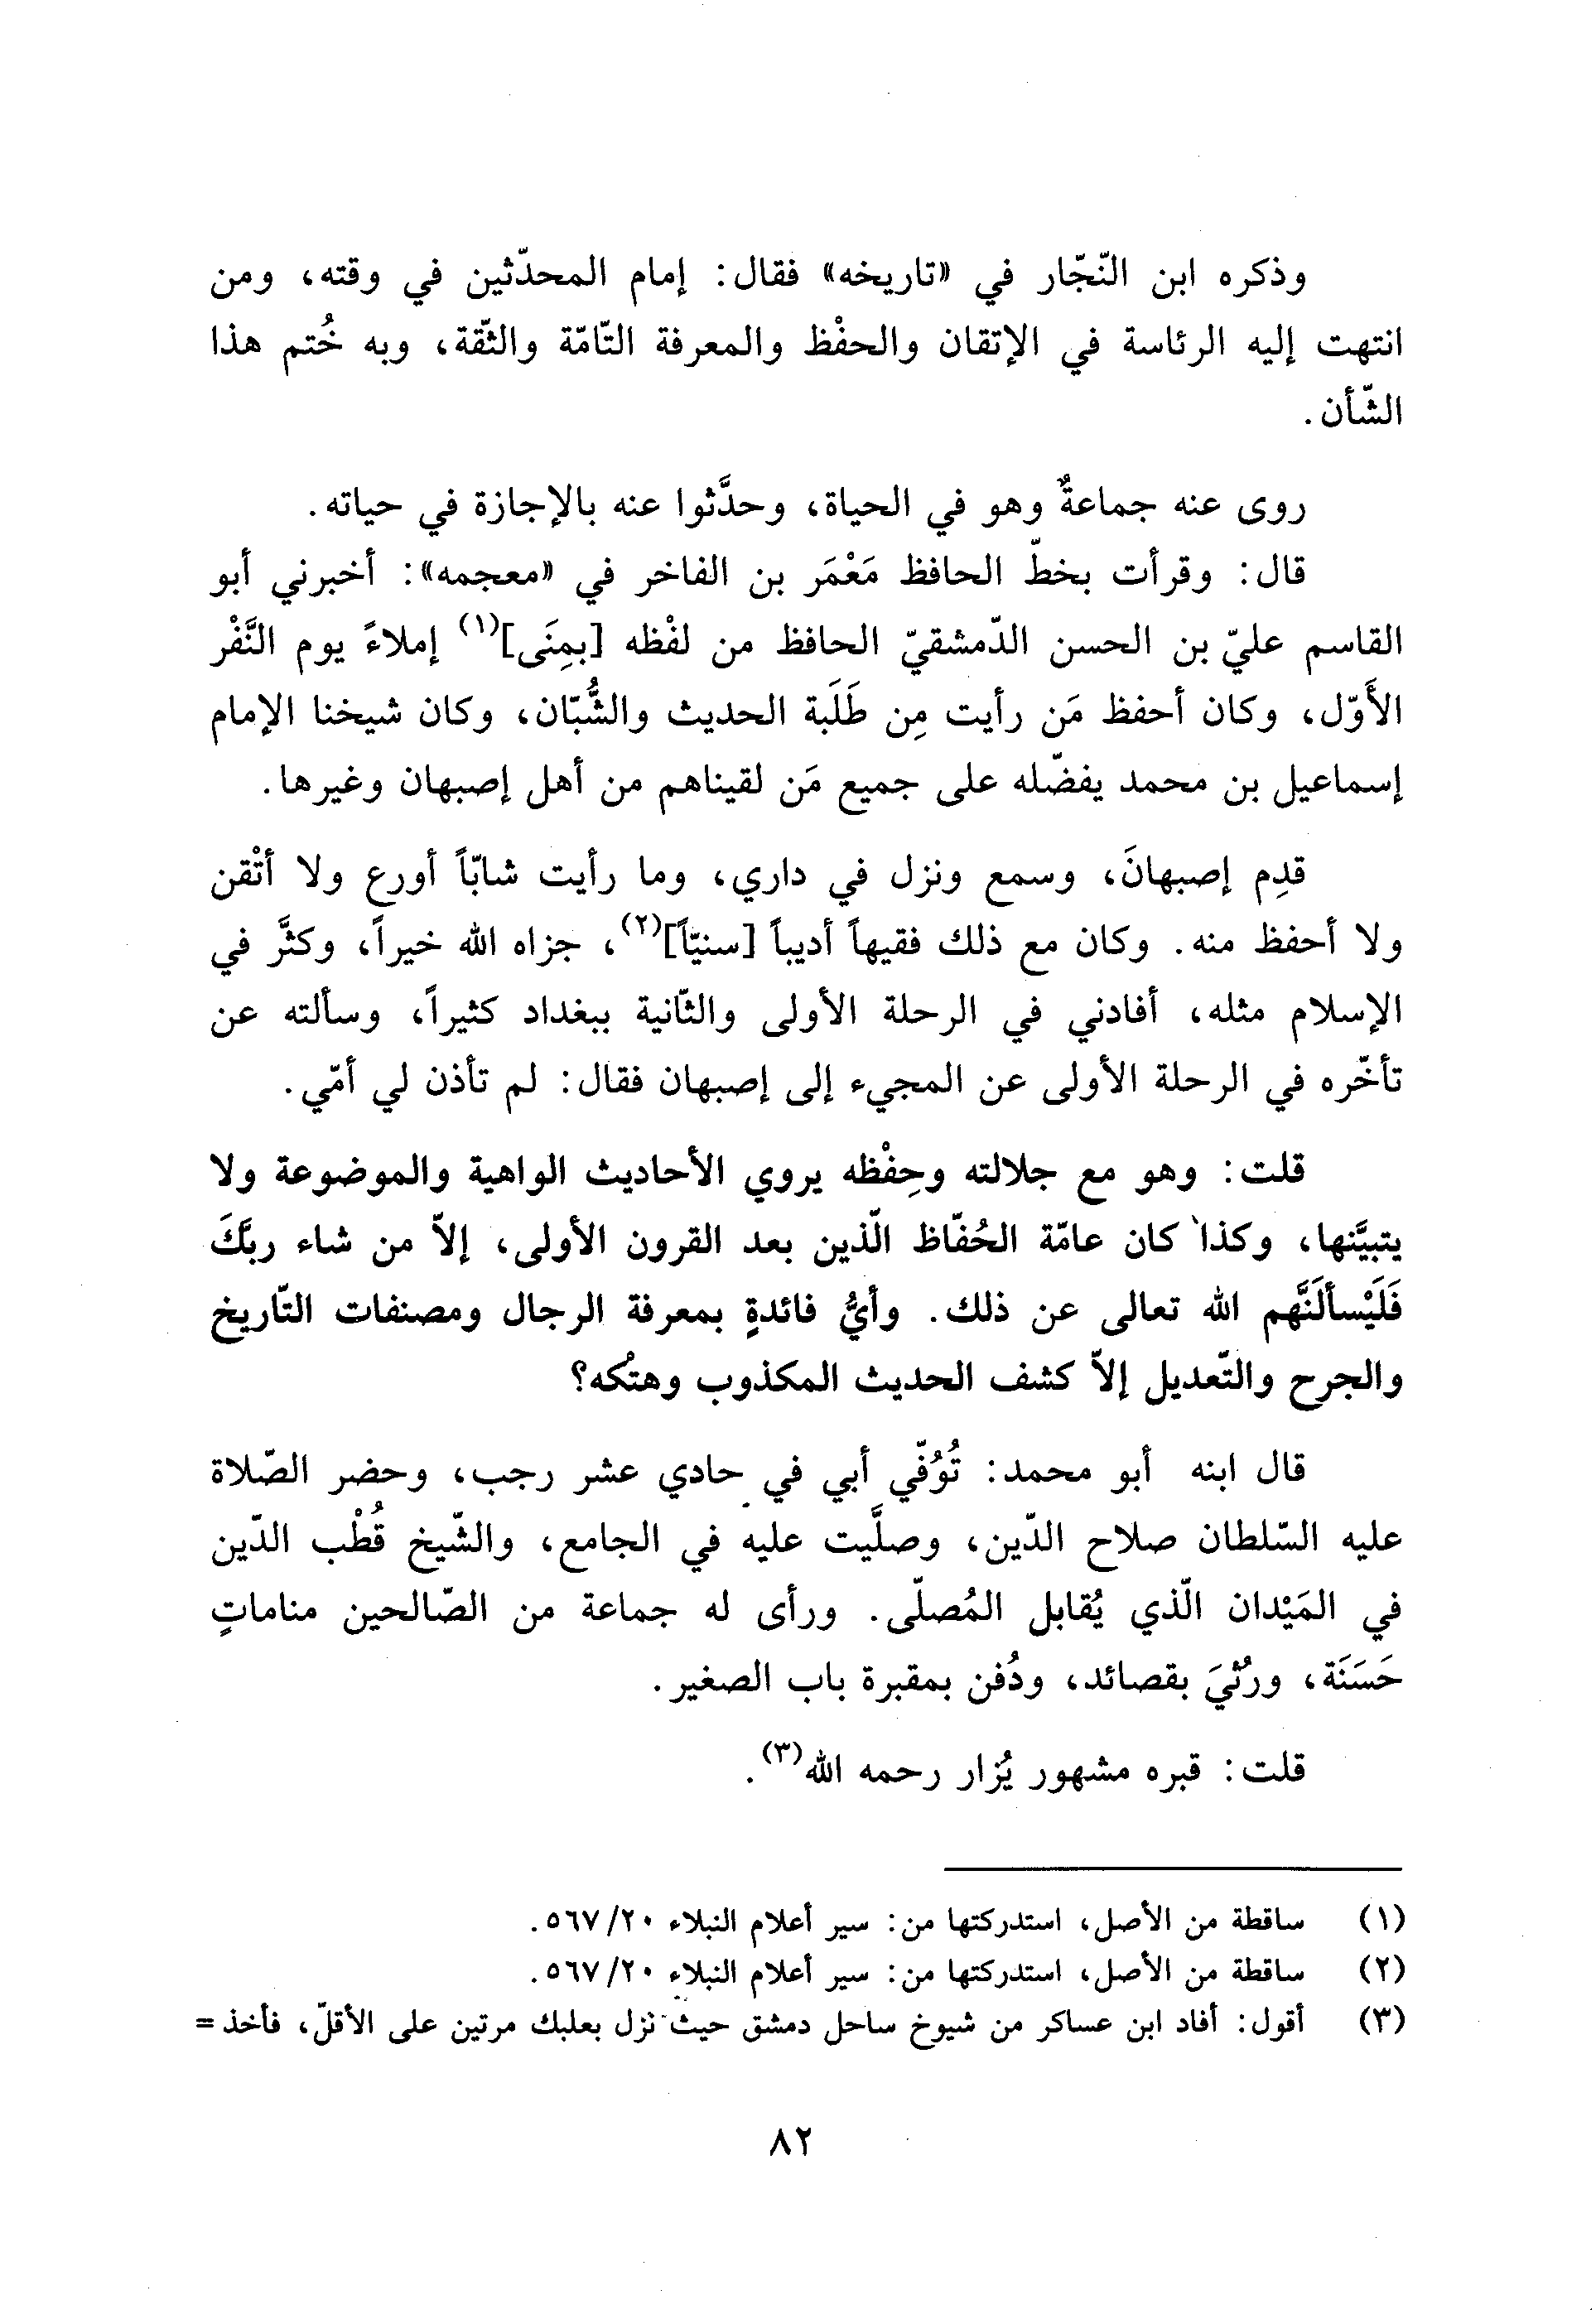 وذكره ابن النّجّار في «تاريخه» فقال: إمام المحدّثين في وقته، ومن
انتهت إليه الرئاسة في الإتقان والحفْظ والمعرفة التّامّة والثّقة، وبه خُتم هذا
الشّأن.
روى عنه جماعةٌ وهو في الحياة، وحدَّثوا عنه بالإجازة في حياته.
قال: وقرأت بخطّ الحافظ مَعْمَر بن الفاخر في «معجمه»: أخبرني أبو
القاسم عليّ بن الحسن الدّمشقيّ الحافظ من لفْظه [بمِنَى](١) إملاءً يوم النَّفْر
الأوّل، وكان أحفظ مَن رأيت مِن طَلَبة الحديث والشُّبّان، وكان شيخنا الإمام
إسماعيل بن محمد يفضّله على جميع مَن لقيناهم من أهل إصبهان وغيرها.
قدِم إصبهانَ، وسمع ونزل في داري، وما رأيت شابّاً أورع ولا أتْقن
ولا أحفظ منه. وكان مع ذلك فقيهاً أديباً [سنيّاً](٢)، جزاه الله خيراً، وكثَّر في
الإسلام مثله، أفادني في الرحلة الأولى والثّانية ببغداد كثيراً، وسألته عن
تأخّره في الرحلة الأولى عن المجيء إلى إصبهان فقال: لم تأذن لي أمّي.
قلت: وهو مع جلالته وحِفْظه يروي الأحاديث الواهية والموضوعة ولا
يتبيَّنها، وكذا كان عامّة الحُفّاظ الّذين بعد القرون الأولى، إلاّ من شاء ربّكَ
فَلَيْسألَنَّهم الله تعالى عن ذلك. وأيُّ فائدةٍ بمعرفة الرجال ومصنفات التّاريخ
والجرح والتّعديل إلاّ كشف الحديث المكذوب وهتْكه؟
قال ابنه أبو محمد: تُوُفّي أبي في حادي عشر رجب، وحضر الصّلاة
عليه السّلطان صلاح الدّين، وصلَّيت عليه في الجامع، والشّيخ قُطْب الدّين
في المَيْدان الّذي يُقابل المُصلّى. ورأى له جماعة من الصّالحين مناماتٍ
حَسَنَة، ورُثيَ بقصائد، ودُفن بمقبرة باب الصغير.
قلت: قبره مشهور يُزار رحمه الله(٣).
(١) ساقطة من الأصل، استدركتها من: سير أعلام النبلاء ٢٠/٥٦٧.
(٢) ساقطة من الأصل، استدركتها من: سير أعلام النبلاء ٢٠/٥٦٧.
(٣) أقول: أفاد ابن عساكر من شيوخ ساحل دمشق حيث نزل بعلبك مرتين على الأقلّ، فأخذ =
٨٢